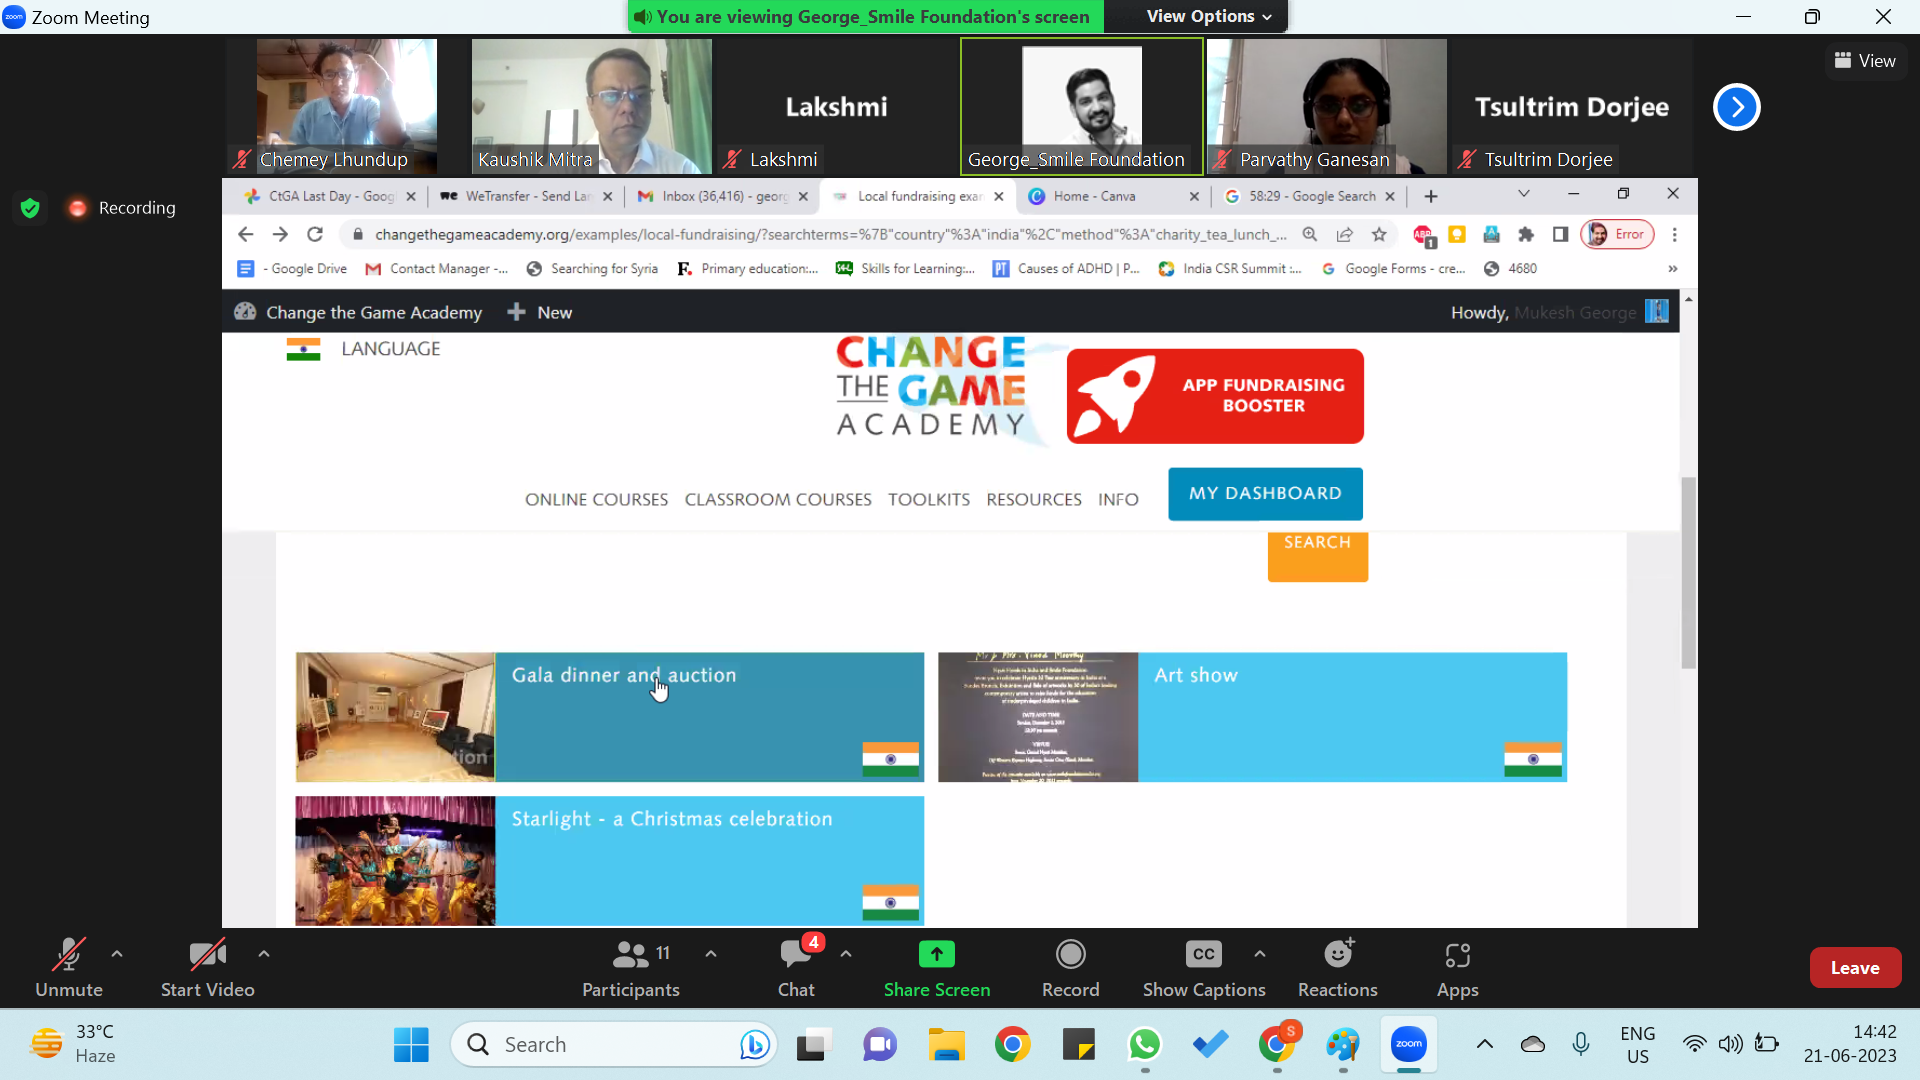 Zoom Meeting
You are viewing George_Smile Foundation's screen
View Options
View
Lakshmi
Tsultrim Dorjee
Chemey Lhundup
Kaushik Mitra
Lakshmi
George_Smile Foundation
Parvathy Ganesan
Tsultrim Dorjee
Recording
CtGA Last Day - Goog
WeTransfer - Send La
Inbox (36,416) - georg
Local fundraising exam
Home - Canva
58:29 - Google Search
changethegameacademy.org/examples/local-fundraising/?searchterms=%7B"country"%3A"india"%2C"method"%3A"charity_tea_lunch_...
Error
- Google Drive
Contact Manager -...
Searching for Syria
Primary education:...
Skills for Learning:...
Causes of ADHD | P...
India CSR Summit :...
Google Forms - cre...
4680
Change the Game Academy
New
Howdy, Mukesh George
LANGUAGE
CHANGE
THE GAME
ACADEMY
APP FUNDRAISING
BOOSTER
ONLINE COURSES
CLASSROOM COURSES
TOOLKITS
RESOURCES
INFO
MY DASHBOARD
SEARCH
Gala dinner and auction
Art show
DATE AND TIME
VENUE
Starlight - a Christmas celebration
Unmute
Start Video
11
Participants
4
Chat
Share Screen
Record
CC
Show Captions
Reactions
Apps
Leave
33°C
Haze
Search
S
zoom
ENG
US
14:42
21-06-2023